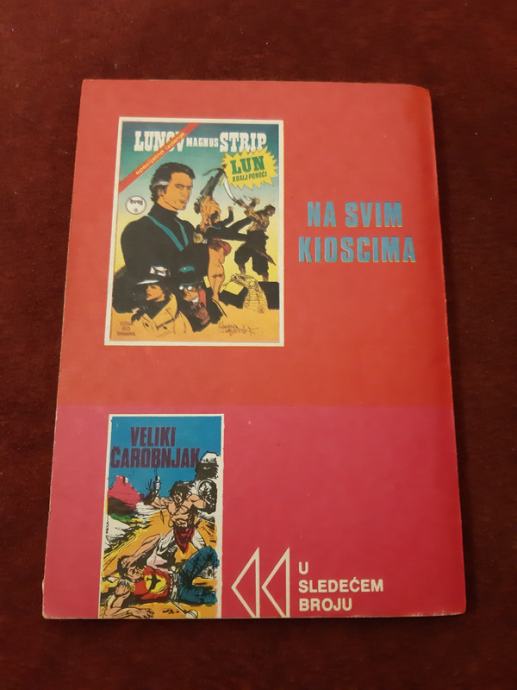 LUNOV MAGNUS STRIP
LUN
KRALJ PONOĆI
NA SVIM
KIOSCIMA
VELIKI
ČAROBNJAK
U
SLEDEĆEM
BROJU